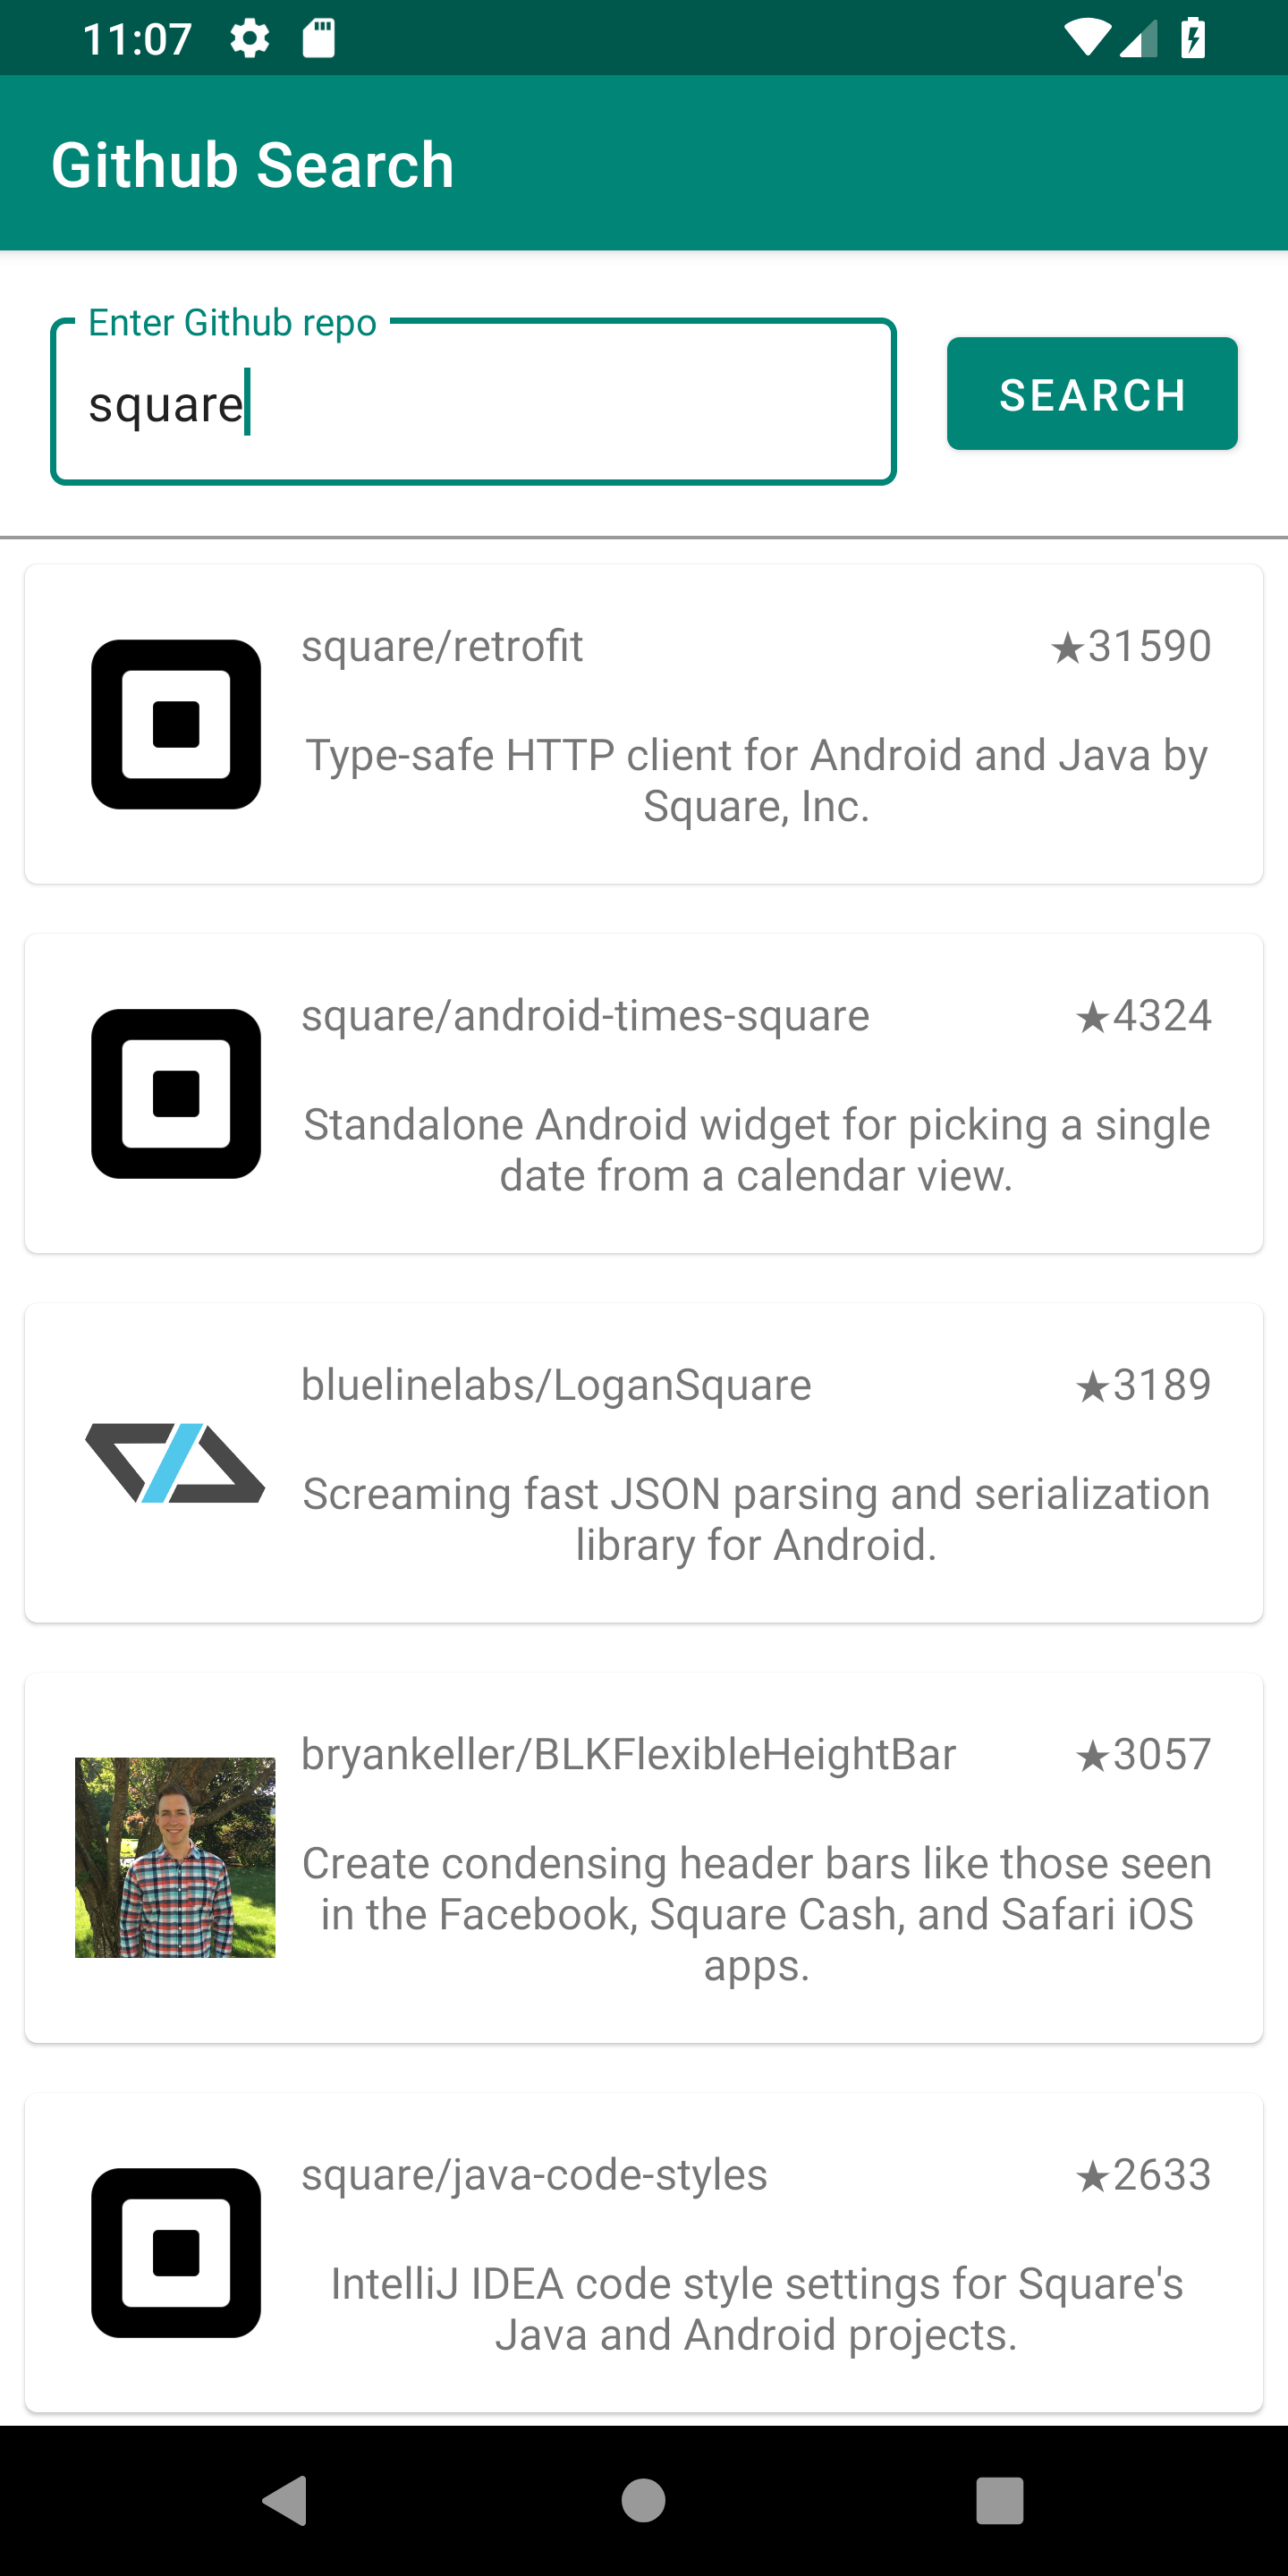 11:07
Github Search
Enter Github repo
square
SEARCH
square/retrofit ★31590
Type-safe HTTP client for Android and Java by
Square, Inc.
square/android-times-square ★4324
Standalone Android widget for picking a single
date from a calendar view.
bluelinelabs/LoganSquare ★3189
Screaming fast JSON parsing and serialization
library for Android.
bryankeller/BLKFlexibleHeightBar ★3057
Create condensing header bars like those seen
in the Facebook, Square Cash, and Safari iOS
apps.
square/java-code-styles ★2633
IntelliJ IDEA code style settings for Square's
Java and Android projects.